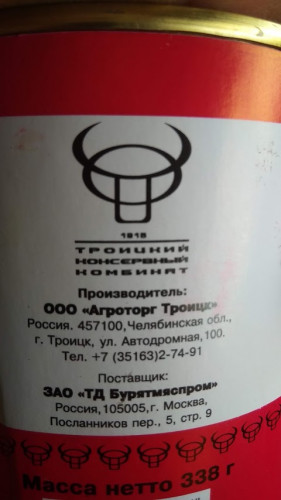 1915
ТРОИЦКИЙ
КОНСЕРВНЫЙ
КОМБИНАТ
Производитель:
ООО «Агроторг Троицк»
Россия. 457100, Челябинская обл.,
г. Троицк, ул. Автодромная, 100.
Тел. +7 (35163)2-74-91
Поставщик:
ЗАО «ТД Бурятмяспром»
Россия, 105005, г. Москва,
Посланников пер., 5, стр. 9
Масса нетто 338 г